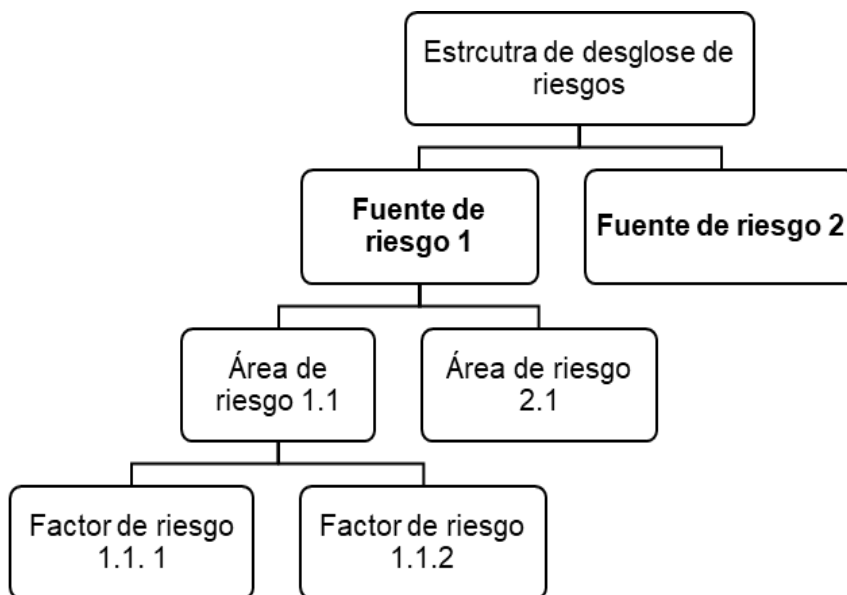 Estrcutra de desglose de
riesgos
Fuente de
riesgo 1
Fuente de riesgo 2
Área de
riesgo 1.1
Área de riesgo
2.1
Factor de riesgo
1.1. 1
Factor de riesgo
1.1.2